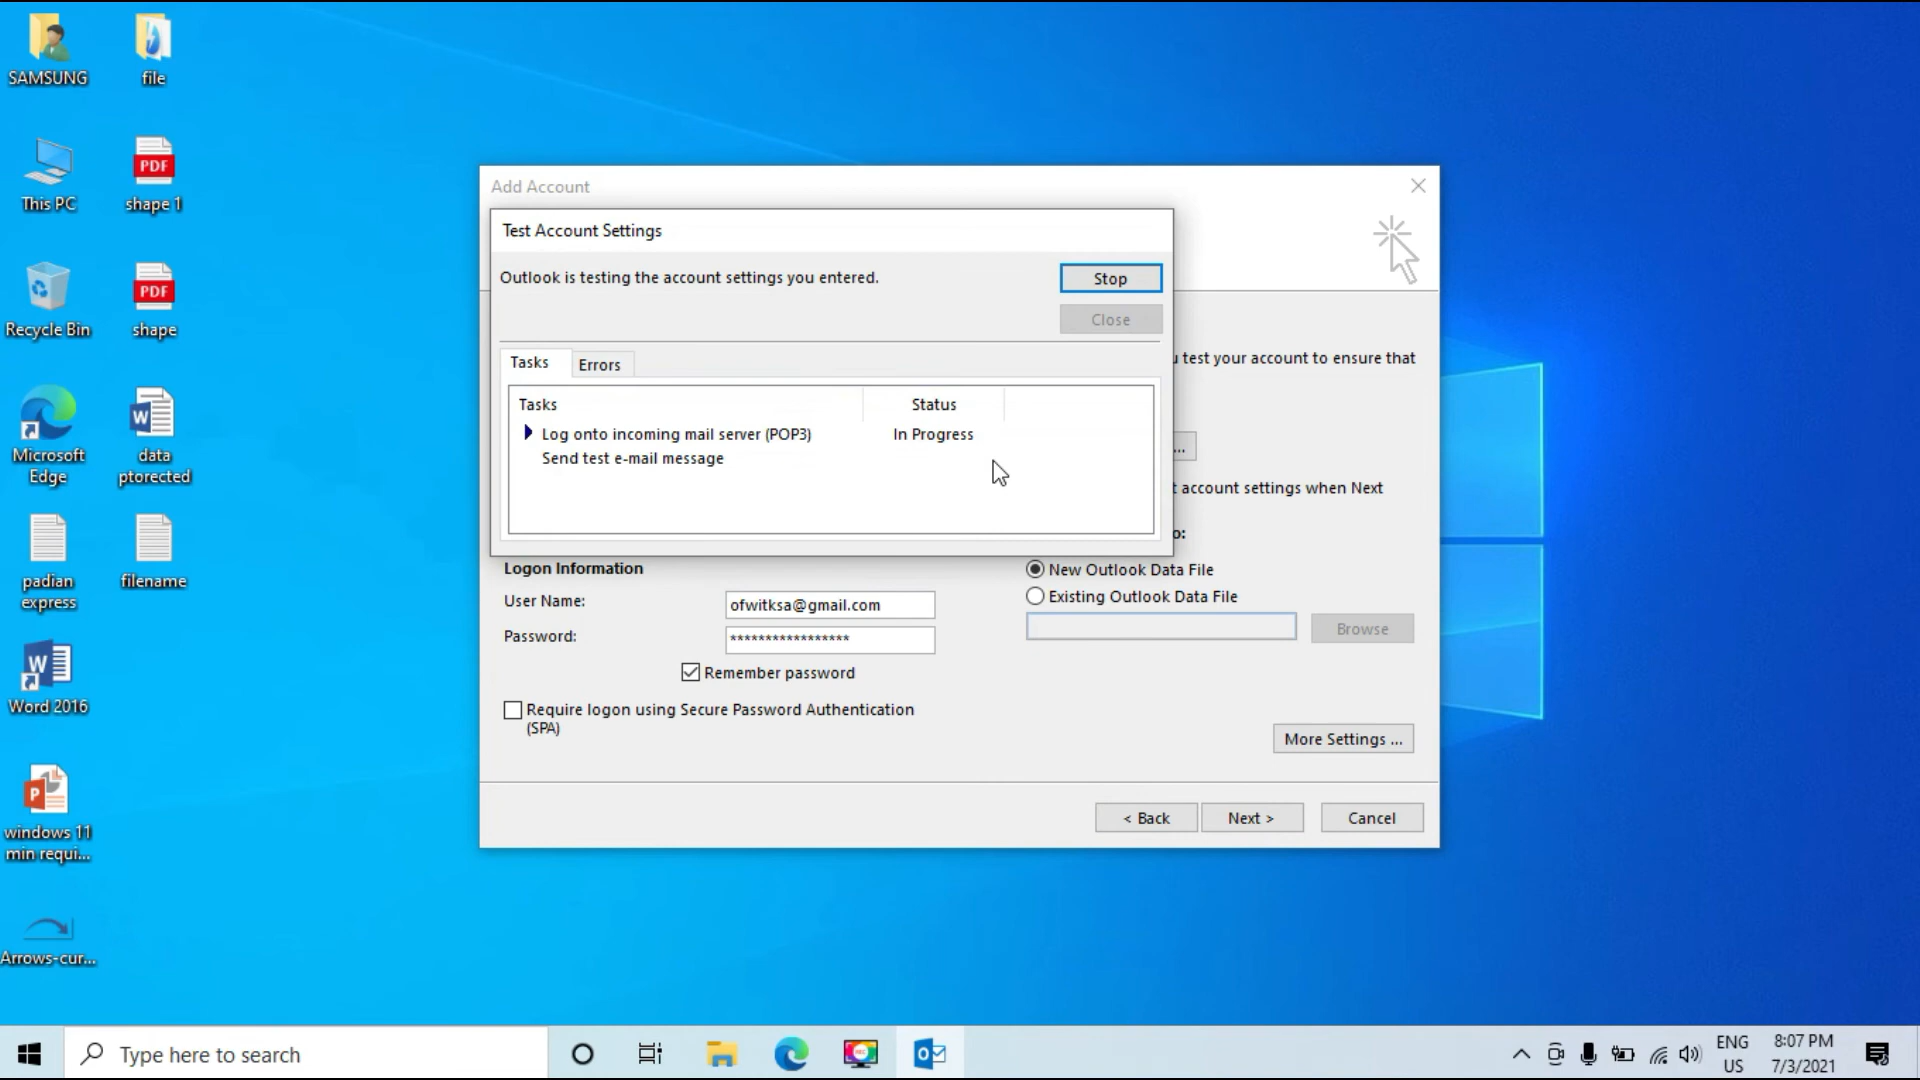 SAMSUNG
file
This PC
PDF
shape 1
Recycle Bin
PDF
shape
Microsoft
Edge
data
ptorected
padian
express
filename
Word 2016
windows 11
min requi...
Arrows-cur...
Add Account
Test Account Settings
Outlook is testing the account settings you entered.
Stop
Close
Tasks
Errors
Tasks
Status
Log onto incoming mail server (POP3)
In Progress
Send test e-mail message
test your account to ensure that
...
t account settings when Next
o:
Logon Information
User Name:
ofwitksa@gmail.com
Password:
*****************
Remember password
Require logon using Secure Password Authentication
(SPA)
New Outlook Data File
Existing Outlook Data File
Browse
More Settings ...
< Back
Next >
Cancel
Type here to search
ENG
US
8:07 PM
7/3/2021